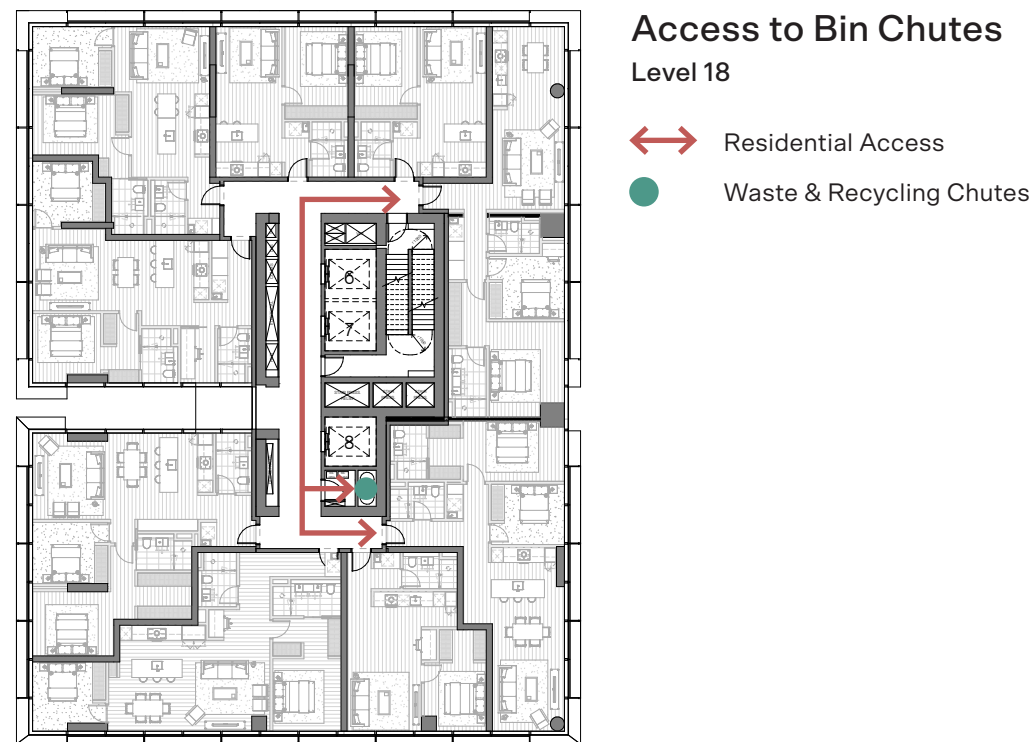 Access to Bin Chutes
Level 18
Residential Access
Waste & Recycling Chutes
6
7
8